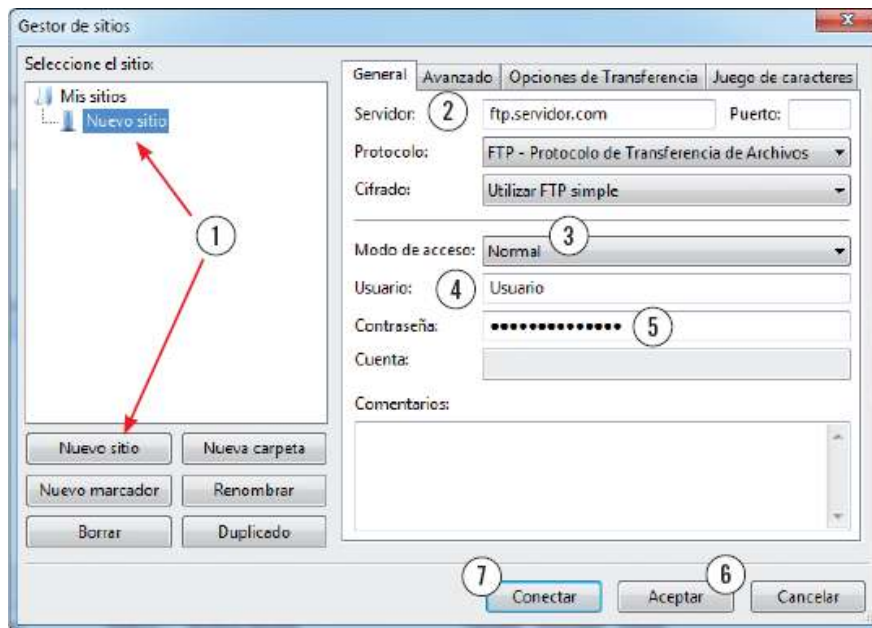 Gestor de sitios
Seleccione el sitio:
Mis sitios
Nuevo sitio
1
Nuevo sitio Nueva carpeta
Nuevo marcador Renombrar
Borrar Duplicado
General Avanzado Opciones de Transferencia Juego de caracteres
Servidor: 2 ftp.servidor.com Puerto:
Protocolo: FTP - Protocolo de Transferencia de Archivos
Cifrado: Utilizar FTP simple
3
Modo de acceso: Normal
Usuario: 4 Usuario
Contraseña: •••••••••••••• 5
Cuenta:
Comentarios:
7 Conectar Aceptar 6 Cancelar